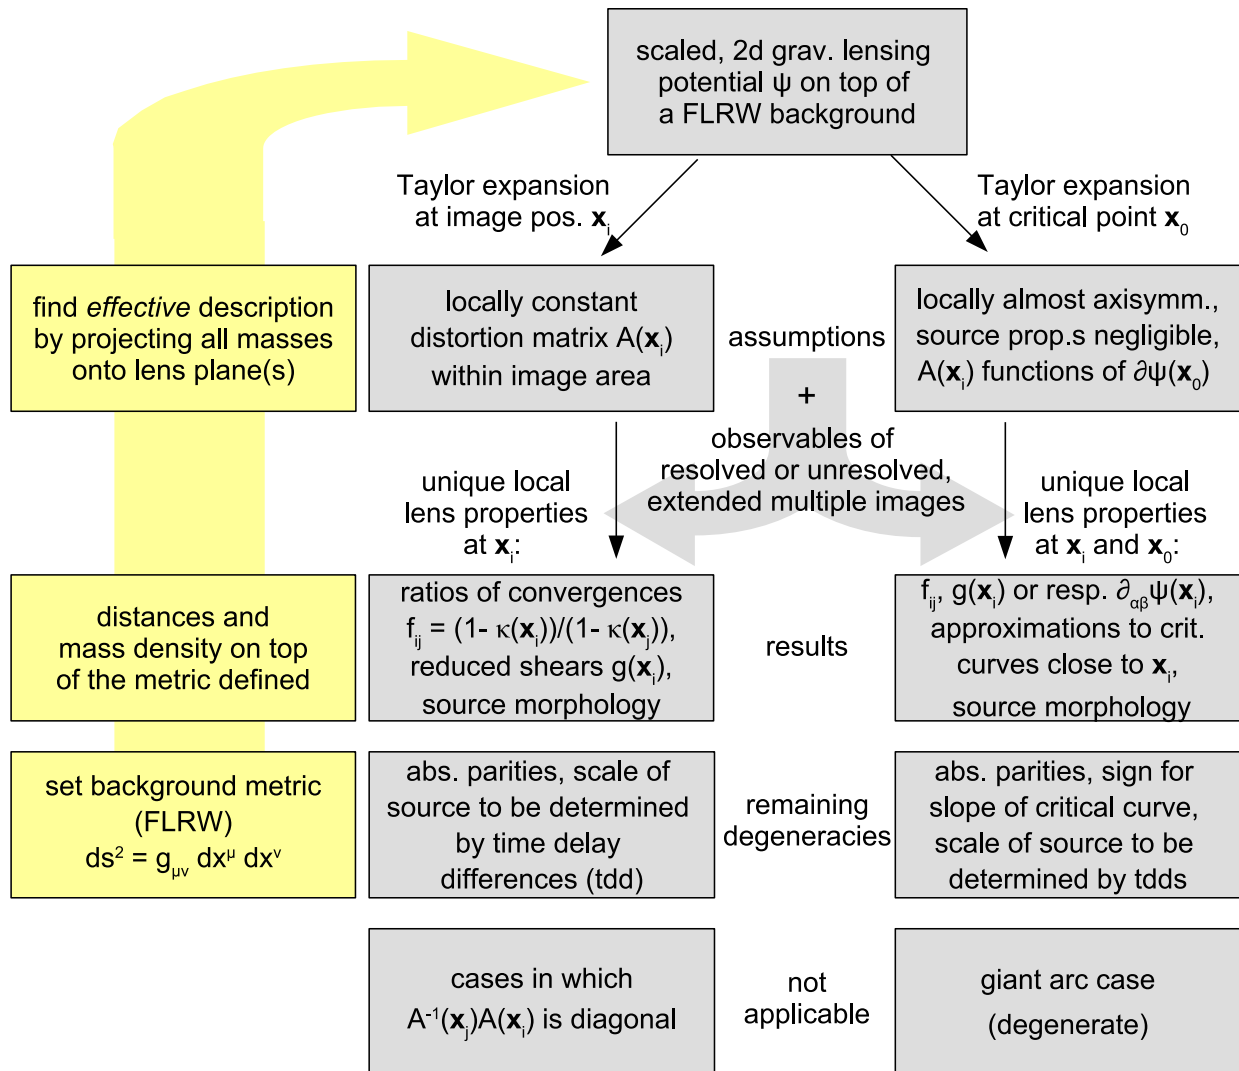 scaled, 2d grav. lensing
potential ψ on top of
a FLRW background
Taylor expansion
at image pos. xᵢ
Taylor expansion
at critical point x₀
find effective description
by projecting all masses
onto lens plane(s)
locally constant
distortion matrix A(xᵢ)
within image area
assumptions
locally almost axisymm.,
source prop.s negligible,
A(xᵢ) functions of ∂ψ(x₀)
+
observables of
resolved or unresolved,
extended multiple images
unique local
lens properties
at xᵢ:
unique local
lens properties
at xᵢ and x₀:
distances and
mass density on top
of the metric defined
ratios of convergences
fᵢⱼ = (1- κ(xᵢ))/(1- κ(xⱼ)),
reduced shears g(xᵢ),
source morphology
results
fᵢⱼ, g(xᵢ) or resp. ∂αβψ(xᵢ),
approximations to crit.
curves close to xᵢ,
source morphology
set background metric
(FLRW)
ds² = gμν dxᵘ dxᵛ
abs. parities, scale of
source to be determined
by time delay
differences (tdd)
remaining
degeneracies
abs. parities, sign for
slope of critical curve,
scale of source to be
determined by tdds
cases in which
A⁻¹(xⱼ)A(xᵢ) is diagonal
not
applicable
giant arc case
(degenerate)